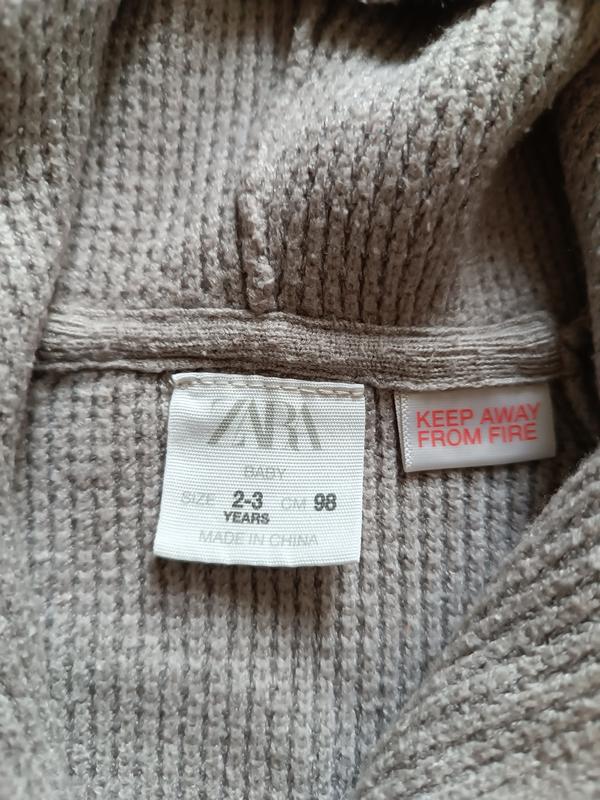 ZARA
BABY
SIZE 2-3 YEARS CM 98
MADE IN CHINA
KEEP AWAY
FROM FIRE